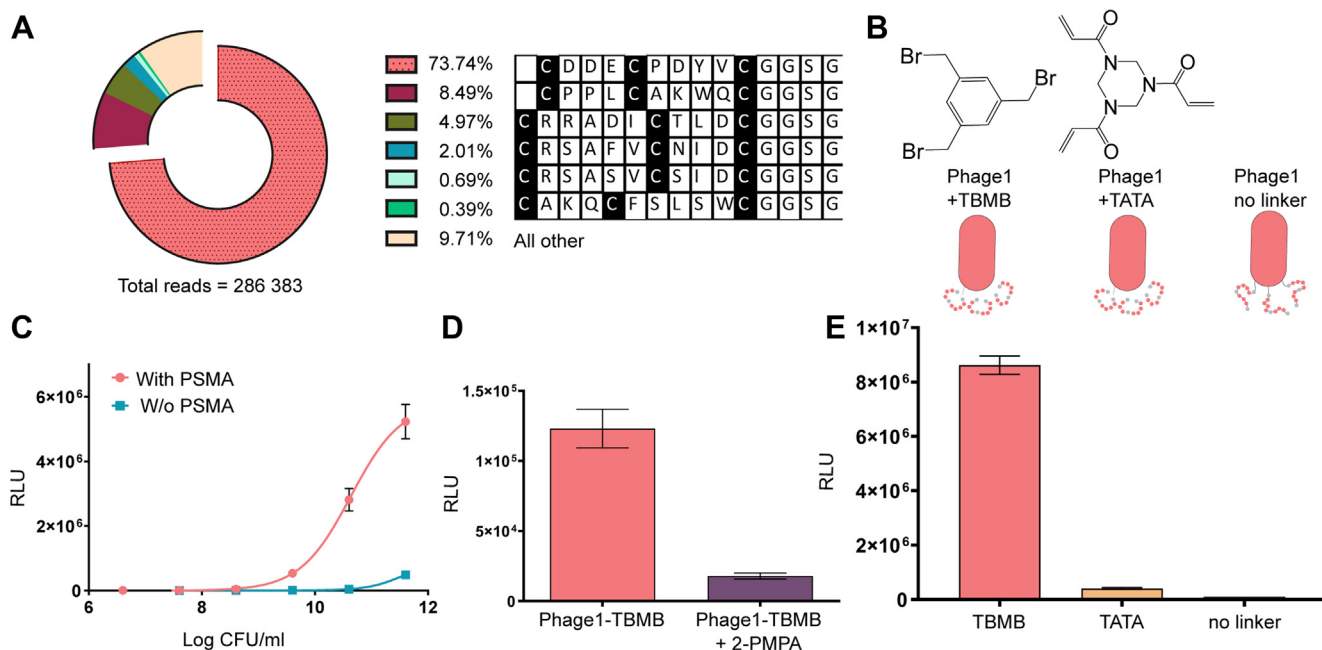 A
73.74%
8.49%
4.97%
2.01%
0.69%
0.39%
9.71%
C D D E C P D Y V C G G S G
C P P L C A K W Q C G G S G
C R R A D I C T L D C G G S G
C R S A F V C N I D C G G S G
C R S A S V C S I D C G G S G
C A K Q C F S L S W C G G S G
All other
Total reads = 286 383
B
Br
Br
Br
O
N
N
N
O
O
Phage1
+TBMB
Phage1
+TATA
Phage1
no linker
C
With PSMA
W/o PSMA
6×10⁶
4×10⁶
2×10⁶
0
RLU
6 8 10 12
Log CFU/ml
D
1.5×10⁵
1×10⁵
5×10⁴
0
RLU
Phage1-TBMB
Phage1-TBMB
+ 2-PMPA
E
1×10⁷
8×10⁶
6×10⁶
4×10⁶
2×10⁶
0
RLU
TBMB
TATA
no linker